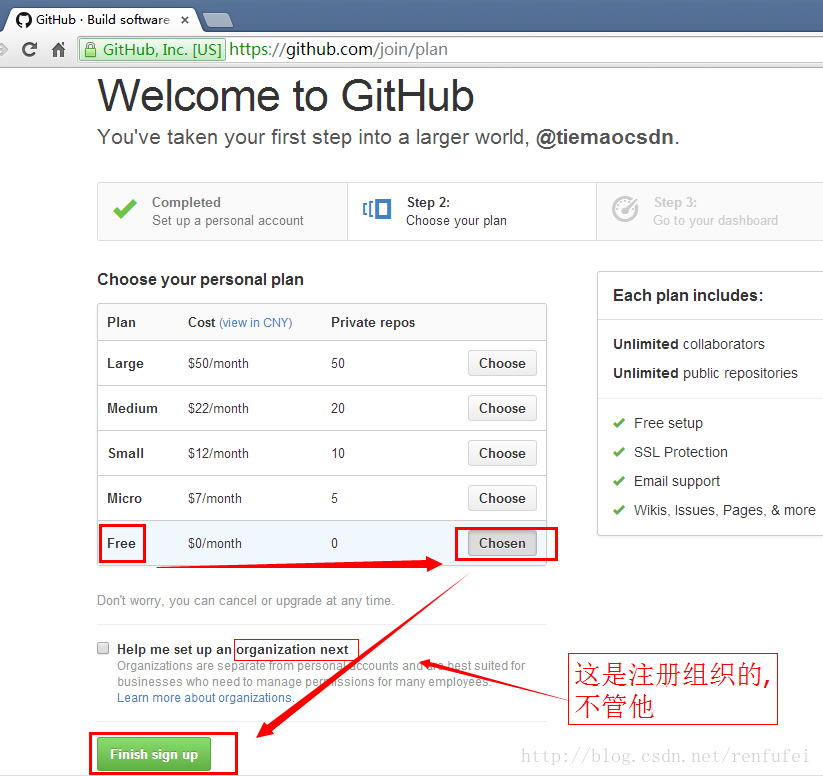 GitHub · Build software
GitHub, Inc. [US] https://github.com/join/plan
Welcome to GitHub
You've taken your first step into a larger world, @tiemaocsdn.
Completed
Set up a personal account
Step 2:
Choose your plan
Step 3:
Go to your dashboard
Choose your personal plan
Plan Cost (view in CNY) Private repos
Large $50/month 50 Choose
Medium $22/month 20 Choose
Small $12/month 10 Choose
Micro $7/month 5 Choose
Free $0/month 0 Chosen
Don't worry, you can cancel or upgrade at any time.
Help me set up an organization next
Organizations are separate from personal accounts and are best suited for
businesses who need to manage permissions for many employees.
Learn more about organizations.
Finish sign up
Each plan includes:
Unlimited collaborators
Unlimited public repositories
Free setup
SSL Protection
Email support
Wikis, Issues, Pages, & more
这是注册组织的,
不管他
http://blog.csdn.net/renfufei